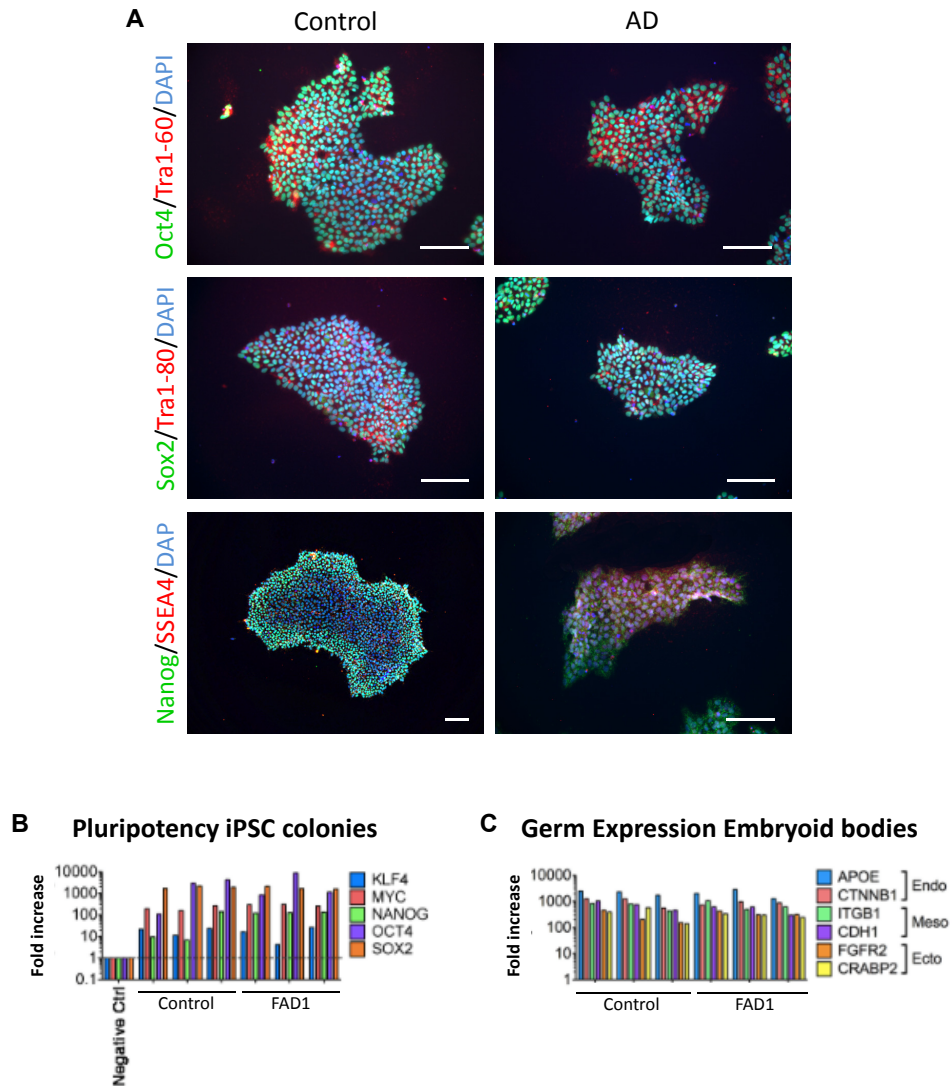 A
Control
AD
Oct4/Tra1-60/DAPI
Sox2/Tra1-80/DAPI
Nanog/SSEA4/DAP
B
Pluripotency iPSC colonies
Fold increase
10000
1000
100
10
1
0.1
KLF4
MYC
NANOG
OCT4
SOX2
Negative Ctrl
Control
FAD1
C
Germ Expression Embryoid bodies
Fold increase
10000
1000
100
10
1
APOE
CTNNB1
ITGB1
CDH1
FGFR2
CRABP2
Endo
Meso
Ecto
Control
FAD1